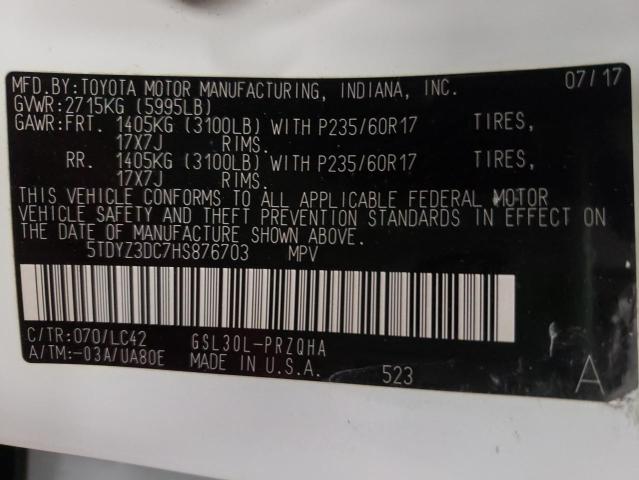 MFD.BY:TOYOTA MOTOR MANUFACTURING, INDIANA, INC. 07/17
GVWR:2715KG (5995LB)
GAWR:FRT. 1405KG (3100LB) WITH P235/60R17 TIRES,
17X7J RIMS.
RR. 1405KG (3100LB) WITH P235/60R17 TIRES,
17X7J RIMS.
THIS VEHICLE CONFORMS TO ALL APPLICABLE FEDERAL MOTOR
VEHICLE SAFETY AND THEFT PREVENTION STANDARDS IN EFFECT ON
THE DATE OF MANUFACTURE SHOWN ABOVE.
5TDYZ3DC7HS876703 MPV
C/TR:070/LC42 GSL30L-PRZQHA
A/TM:-03A/UA80E MADE IN U.S.A. 523 A